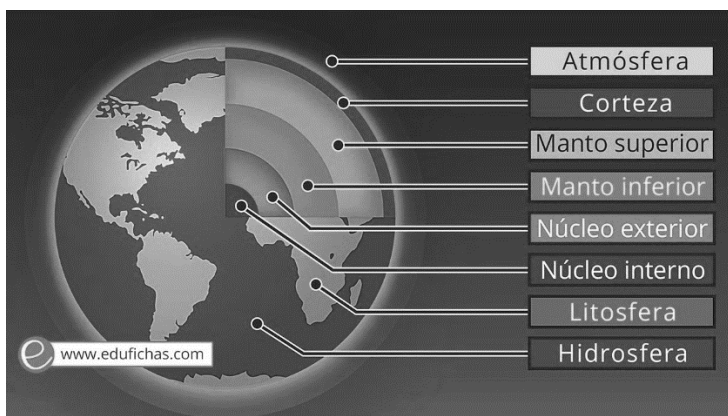 Atmósfera
Corteza
Manto superior
Manto inferior
Núcleo exterior
Núcleo interno
Litosfera
Hidrosfera
e www.edufichas.com